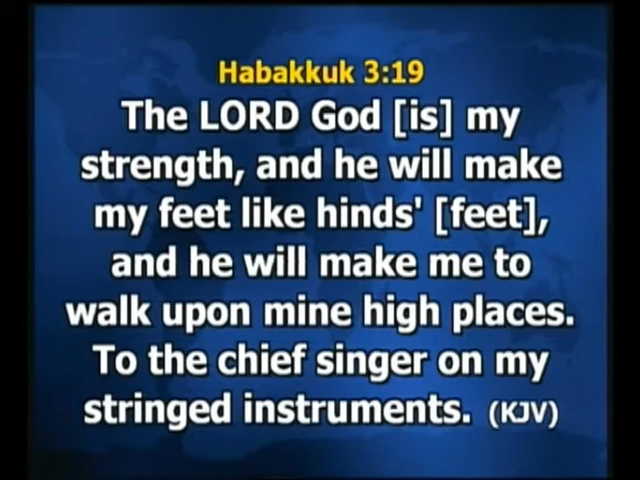 Habakkuk 3:19
The LORD God [is] my
strength, and he will make
my feet like hinds' [feet],
and he will make me to
walk upon mine high places.
To the chief singer on my
stringed instruments. (KJV)